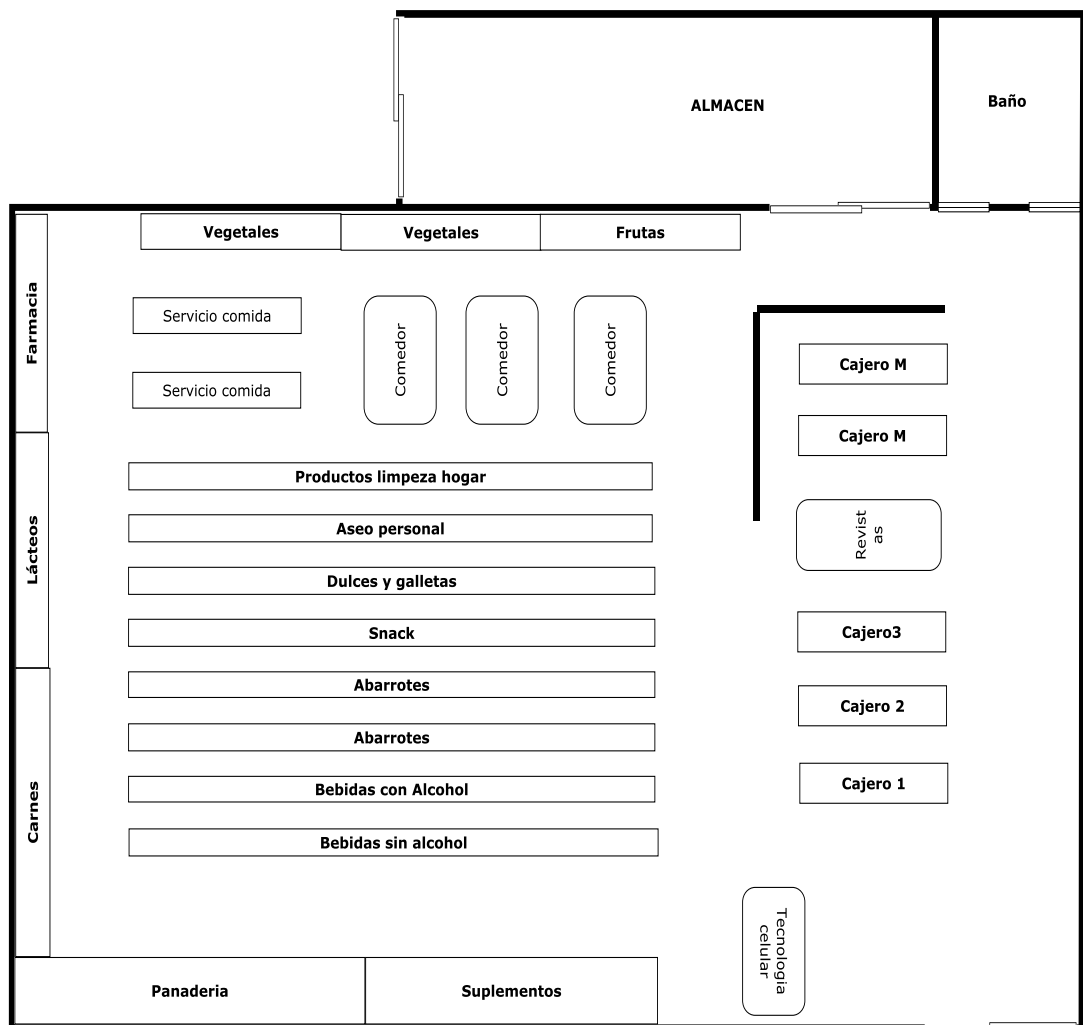 ALMACEN
Baño
Vegetales
Vegetales
Frutas
Farmacia
Servicio comida
Servicio comida
Comedor
Comedor
Comedor
Cajero M
Cajero M
Revist
as
Lácteos
Productos limpeza hogar
Aseo personal
Dulces y galletas
Snack
Abarrotes
Abarrotes
Bebidas con Alcohol
Bebidas sin alcohol
Cajero3
Cajero 2
Cajero 1
Carnes
Tecnologia
celular
Panaderia
Suplementos